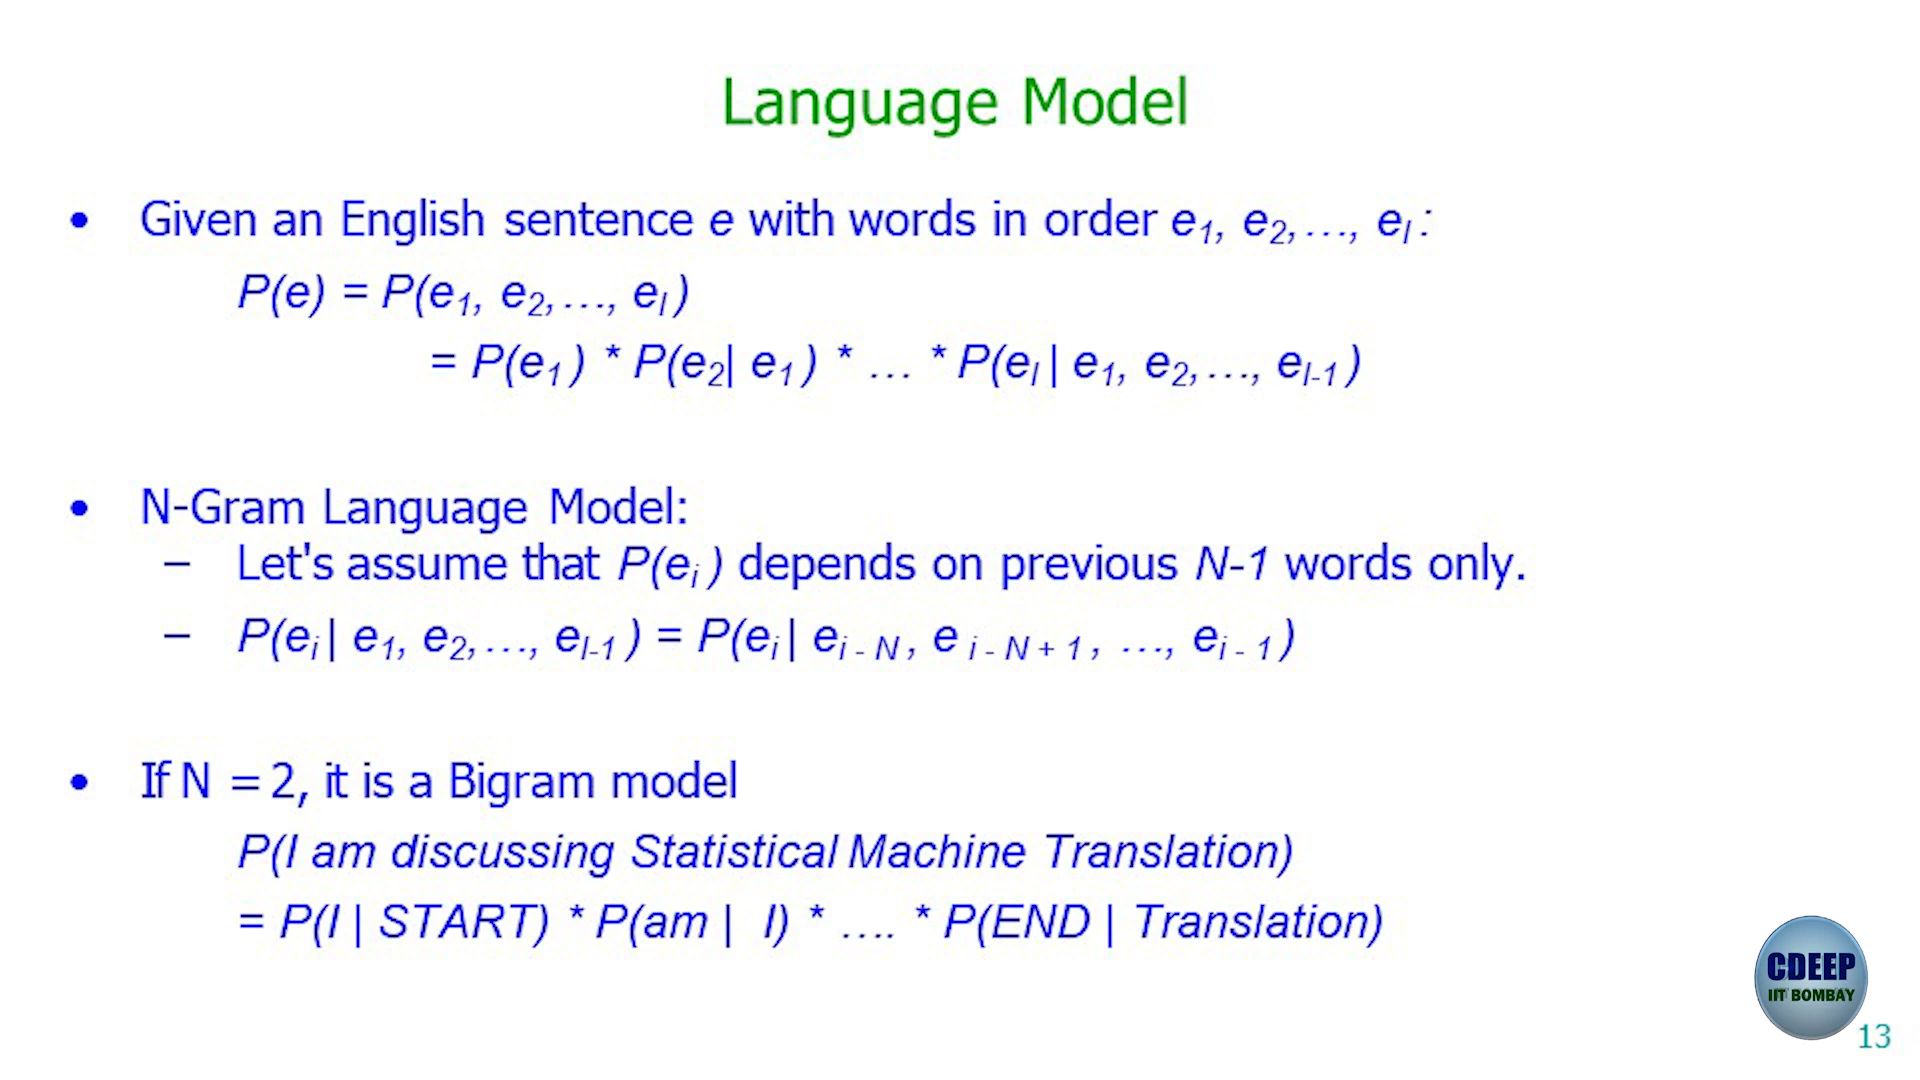 Language Model
• Given an English sentence e with words in order e₁, e₂,…, eₗ :
P(e) = P(e₁, e₂,…, eₗ )
= P(e₁ ) * P(e₂| e₁ ) * … * P(eₗ | e₁, e₂,…, eₗ₋₁ )
• N-Gram Language Model:
– Let's assume that P(eᵢ ) depends on previous N-1 words only.
– P(eᵢ | e₁, e₂,…, eₗ₋₁ ) = P(eᵢ | e_{i - N} , e_{i - N + 1} , …, e_{i - 1} )
• If N = 2, it is a Bigram model
P(I am discussing Statistical Machine Translation)
= P(I | START) * P(am | I) * …. * P(END | Translation)
CDEEP
IIT BOMBAY
13